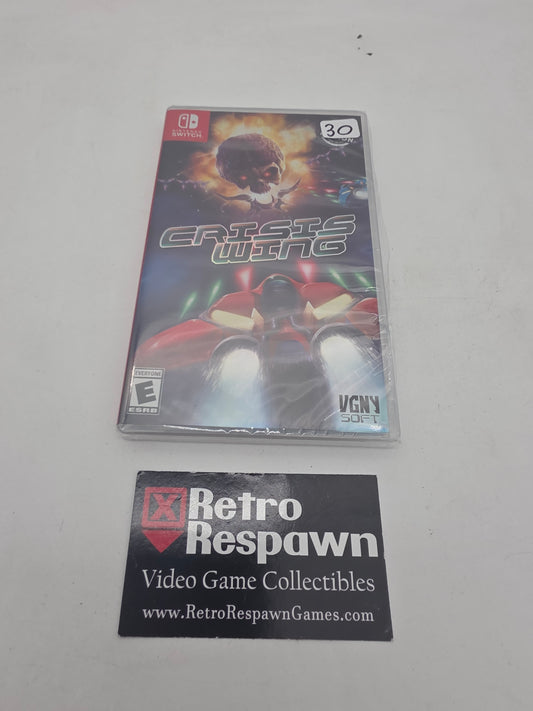 NINTENDO
SWITCH
30
CRISIS
WING
EVERYONE
E
ESRB
VGNY
SOFT
Retro
Respawn
Video Game Collectibles
www.RetroRespawnGames.com